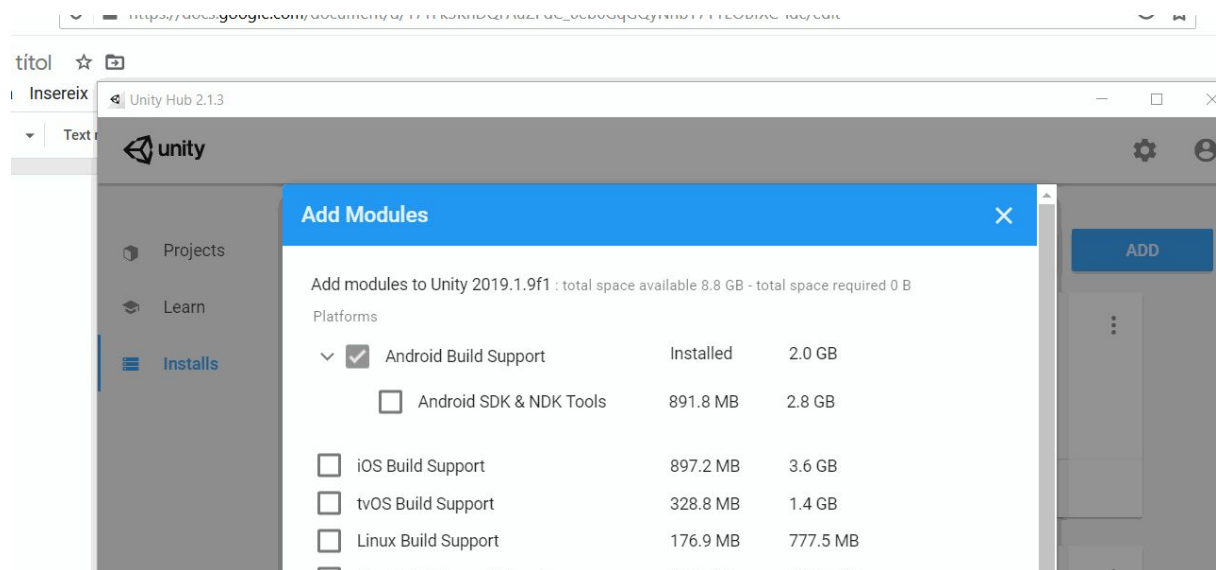 títol
Insereix
Unity Hub 2.1.3
Text
unity
Add Modules
Projects
ADD
Add modules to Unity 2019.1.9f1 : total space available 8.8 GB - total space required 0 B
Learn
Platforms
Android Build Support Installed 2.0 GB
Installs
Android SDK & NDK Tools 891.8 MB 2.8 GB
iOS Build Support 897.2 MB 3.6 GB
tvOS Build Support 328.8 MB 1.4 GB
Linux Build Support 176.9 MB 777.5 MB